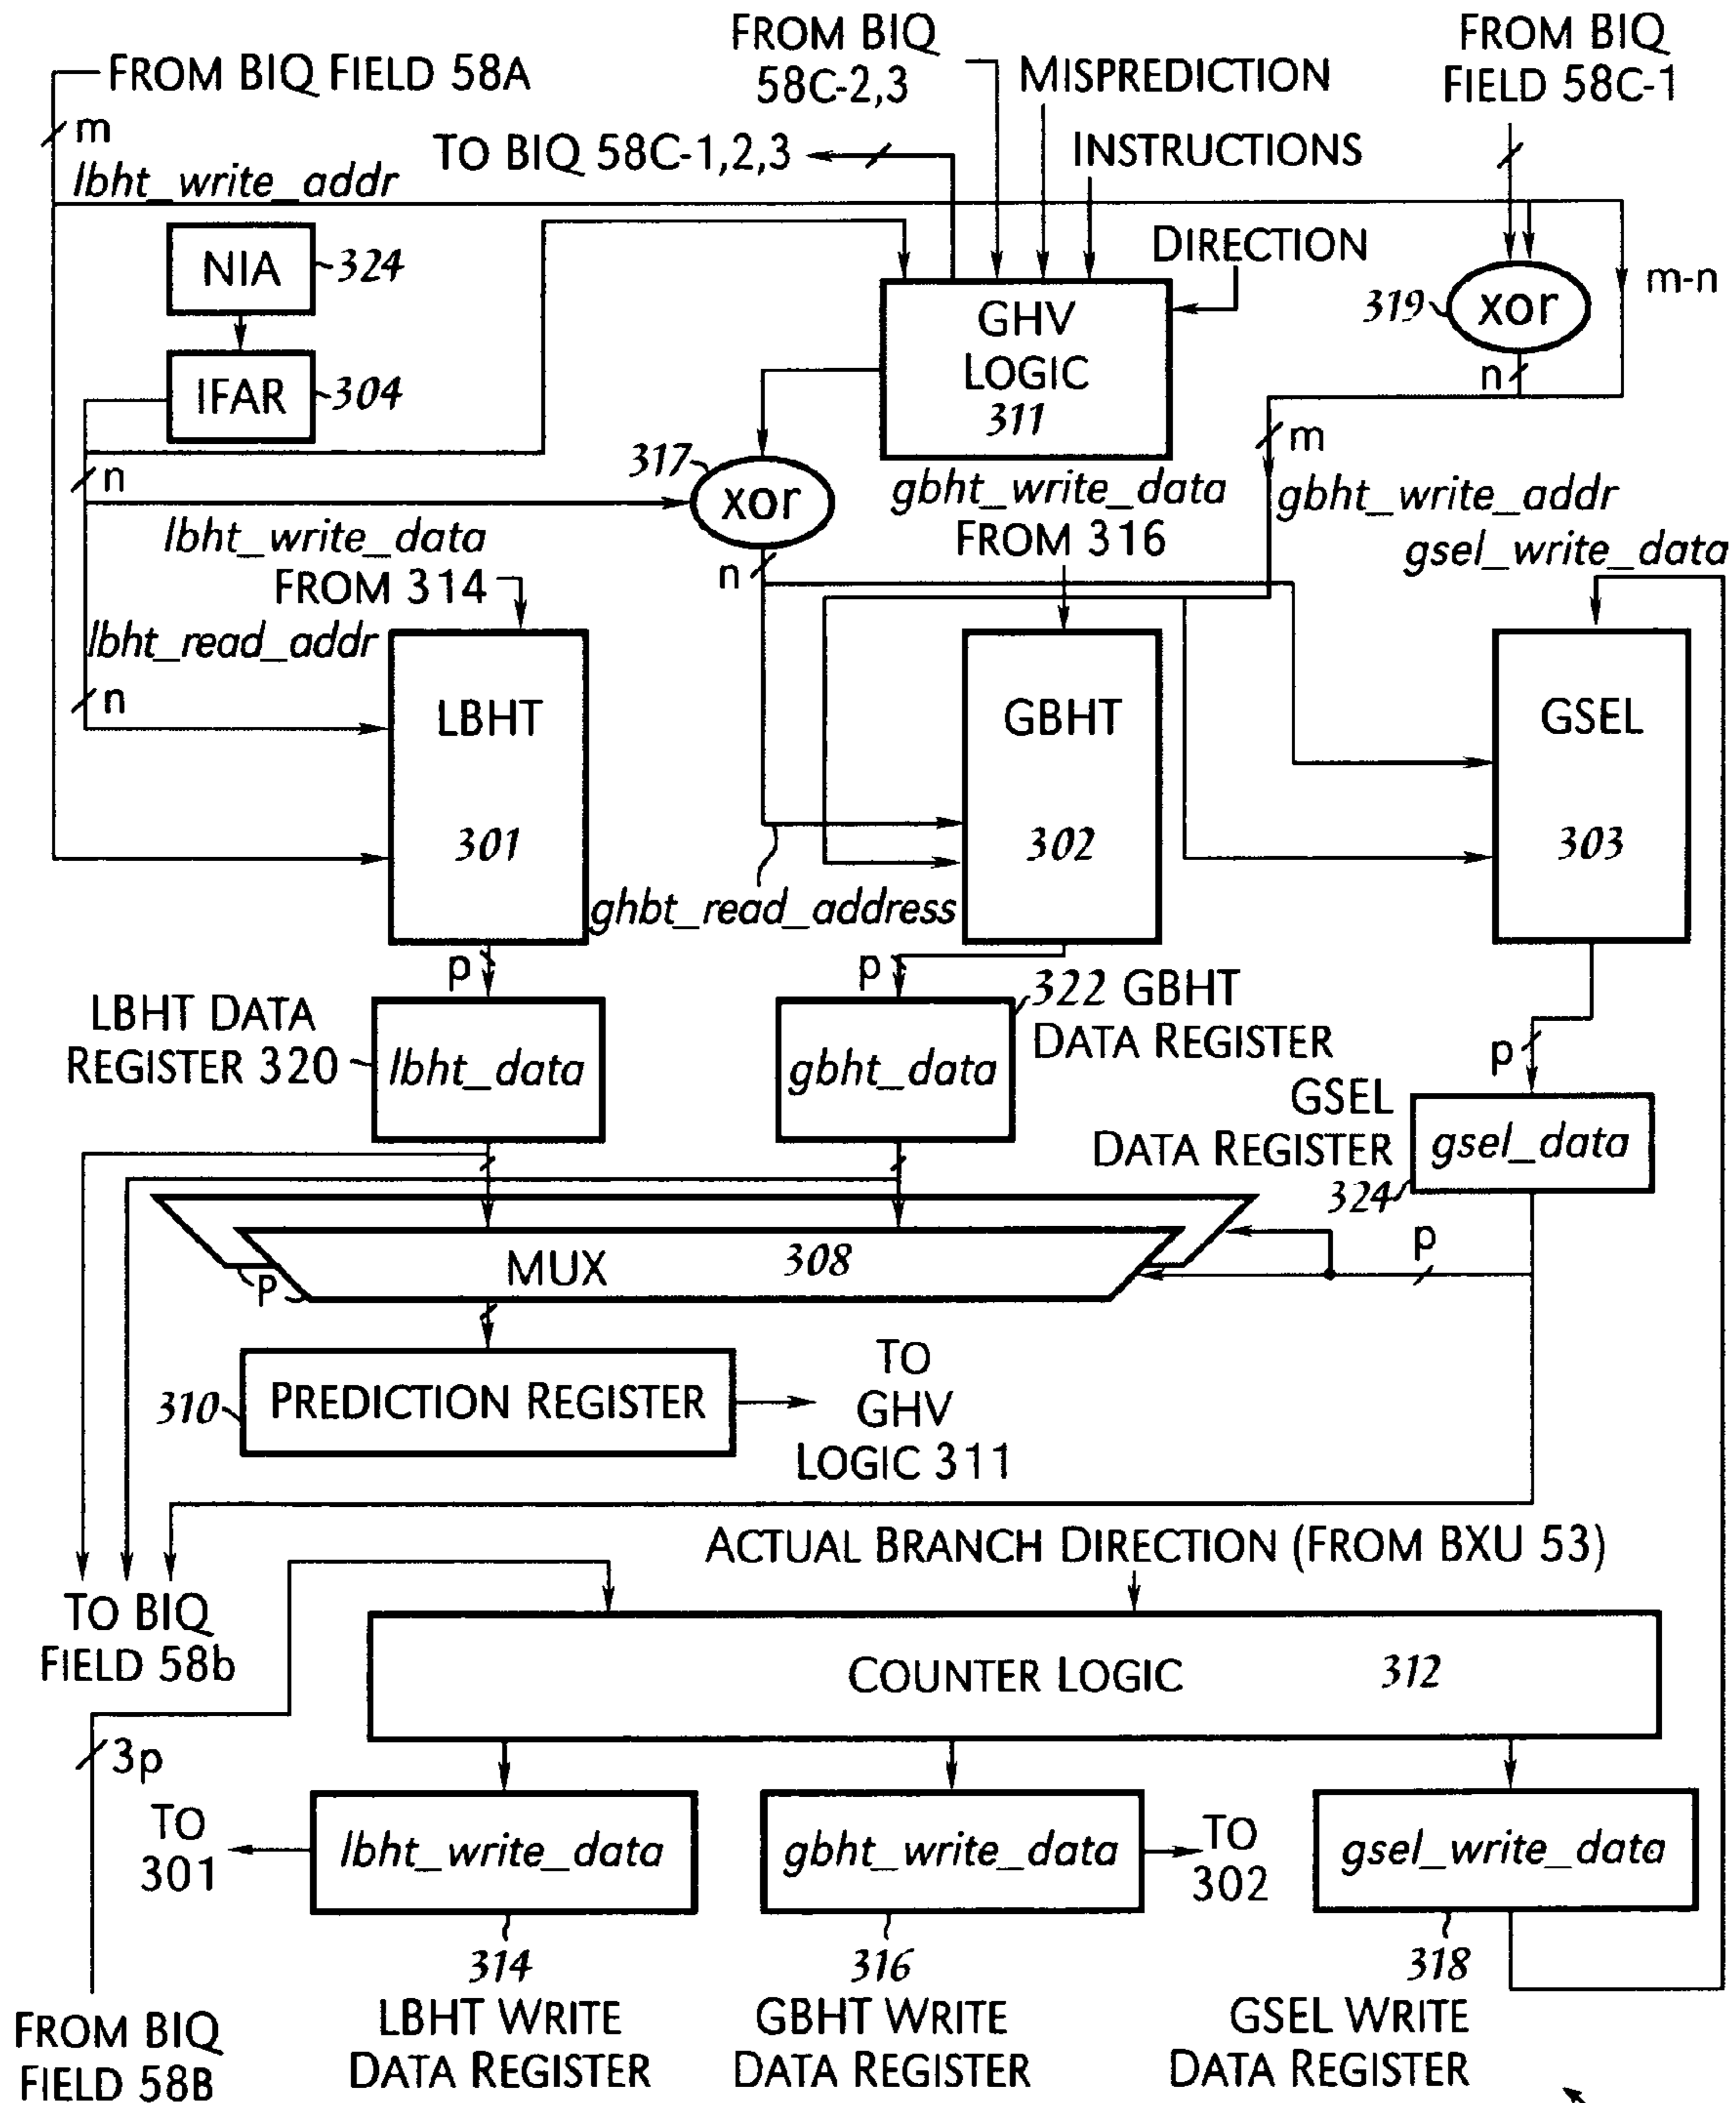 FROM BIQ
58C-2,3
FROM BIQ
FIELD 58C-1
FROM BIQ FIELD 58A
MISPREDICTION
m
TO BIQ 58C-1,2,3
INSTRUCTIONS
lbht_write_addr
NIA
324
DIRECTION
m-n
319
xor
GHV
LOGIC
311
IFAR
304
n
m
317
xor
n
gbht_write_data
FROM 316
gbht_write_addr
gsel_write_data
lbht_write_data
FROM 314
n
lbht_read_addr
n
LBHT
301
GBHT
302
GSEL
303
ghbt_read_address
p
p
LBHT DATA
REGISTER 320
lbht_data
gbht_data
322 GBHT
DATA REGISTER
p
GSEL
DATA REGISTER
324
gsel_data
MUX
308
p
p
310
PREDICTION REGISTER
TO
GHV
LOGIC 311
ACTUAL BRANCH DIRECTION (FROM BXU 53)
TO BIQ
FIELD 58b
COUNTER LOGIC
312
3p
TO
301
lbht_write_data
gbht_write_data
TO
302
gsel_write_data
314
LBHT WRITE
DATA REGISTER
316
GBHT WRITE
DATA REGISTER
318
GSEL WRITE
DATA REGISTER
FROM BIQ
FIELD 58B